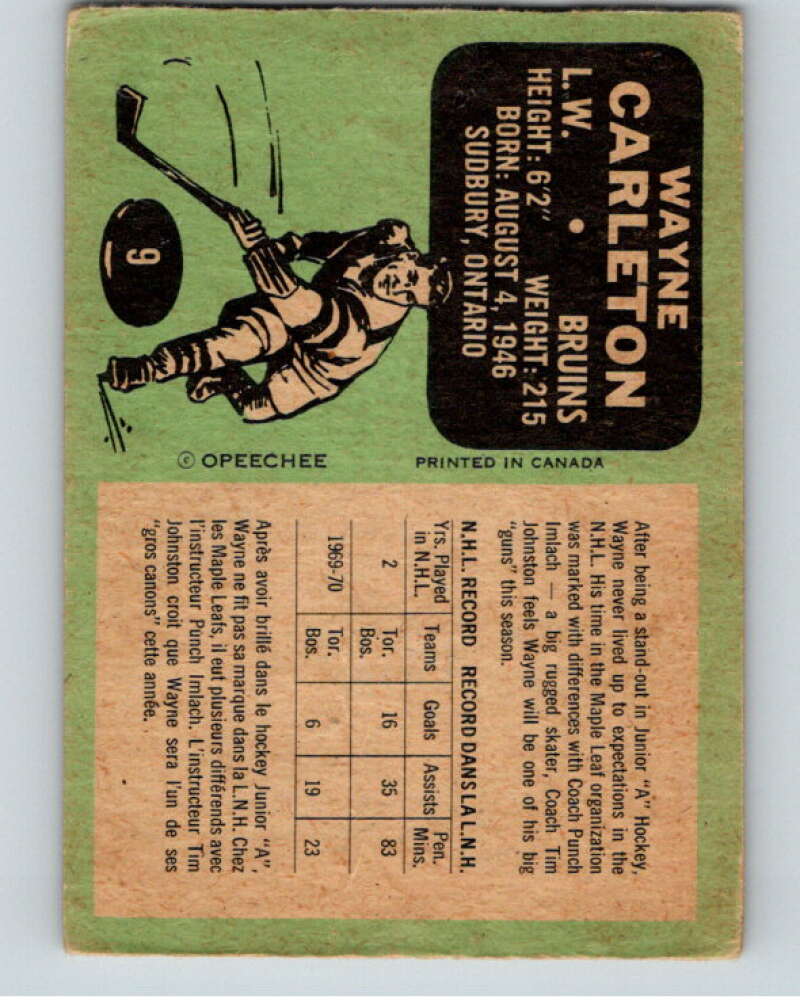 WAYNE
CARLETON
L.W. • BRUINS
HEIGHT: 6'2" WEIGHT: 215
BORN: AUGUST 4, 1946
SUDBURY, ONTARIO
9
© OPEECHEE
PRINTED IN CANADA
After being a stand-out in Junior "A" Hockey,
Wayne never lived up to expectations in the
N.H.L. His time in the Maple Leaf organization
was marked with differences with Coach Punch
Imlach — a big rugged skater, Coach Tim
Johnston feels Wayne will be one of his big
"guns" this season.
N.H.L. RECORD RECORD DANS LA L.N.H.
Yrs. Played in N.H.L. Teams Goals Assists Pen. Mins.
2 Tor. Bos. 16 35 83
1969-70 Tor. Bos. 6 19 23
Après avoir brillé dans le hockey Junior "A",
Wayne ne fit pas sa marque dans la L.N.H. Chez
les Maple Leafs, il eut plusieurs différends avec
l'instructeur Punch Imlach. L'instructeur Tim
Johnston croit que Wayne sera l'un de ses
"gros canons" cette année.